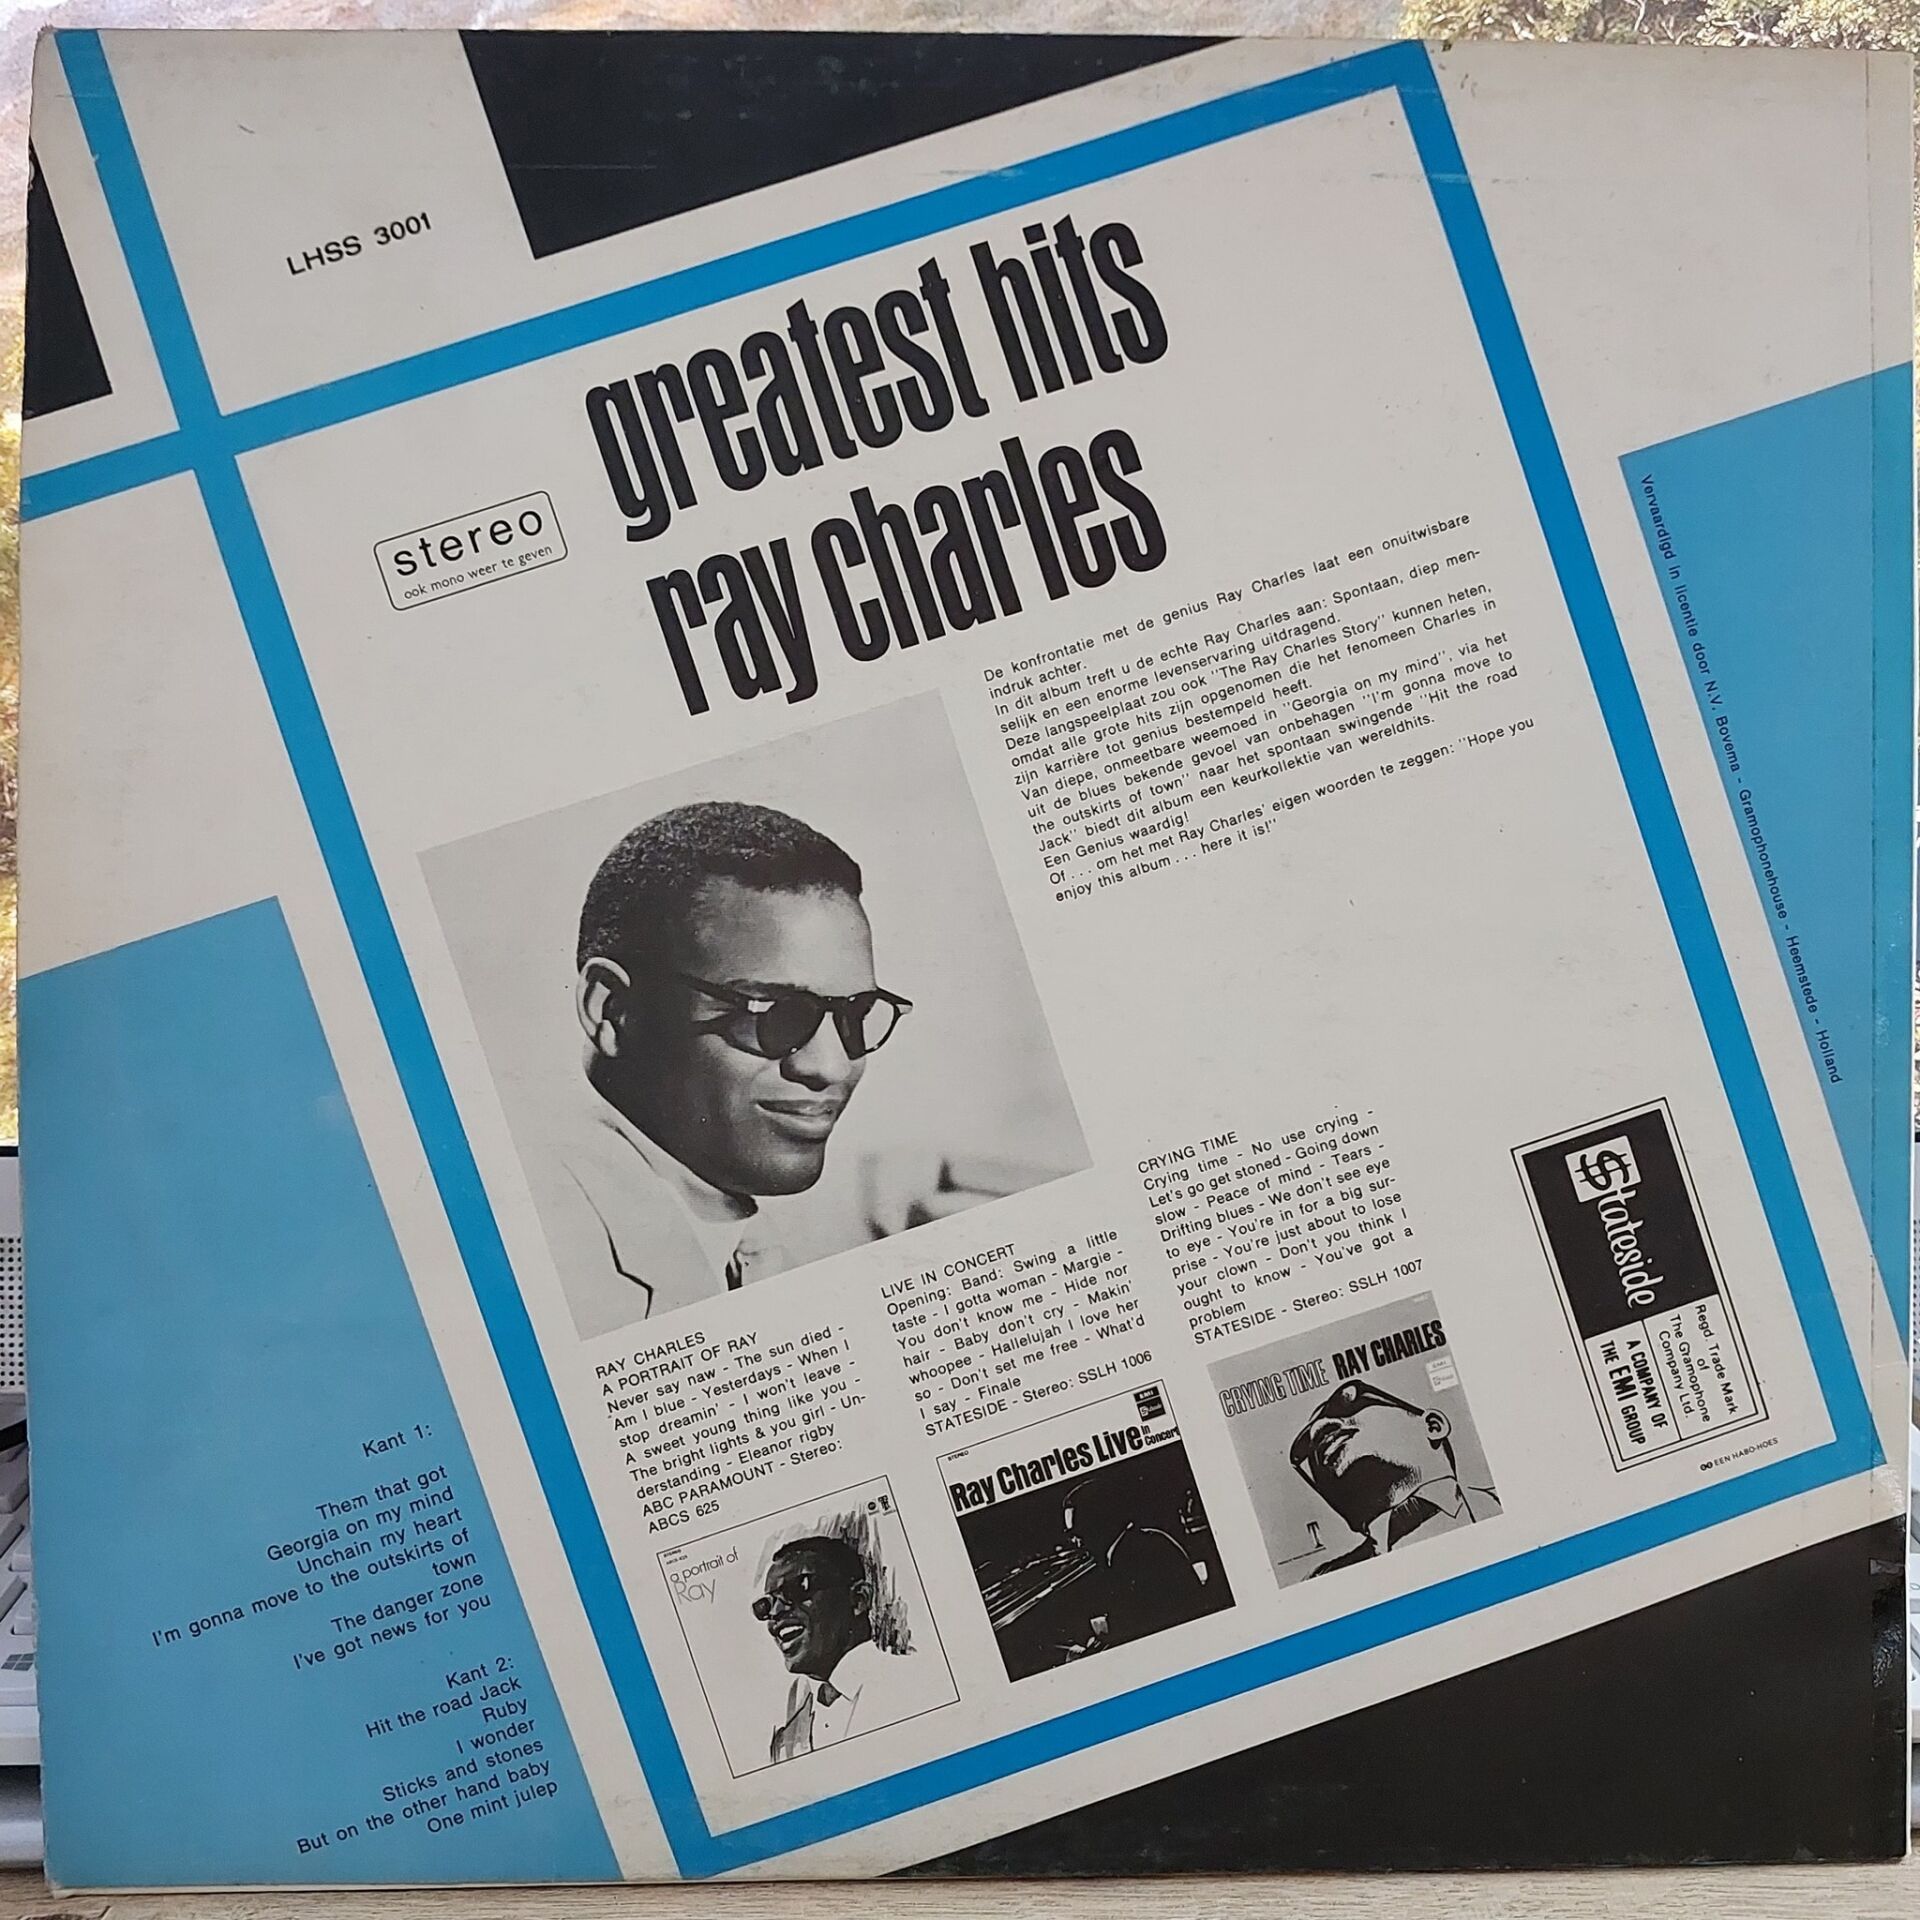 LHSS 3001
greatest hits
ray charles
stereo
ook mono weer te geven
De konfrontatie met de genius Ray Charles laat een onuitwisbare
indruk achter.
In dit album treft u de echte Ray Charles aan: Spontaan, diep men-
selijk en een enorme levenservaring uitdragend.
Deze langspeelplaat zou ook "The Ray Charles Story" kunnen heten,
omdat alle grote hits zijn opgenomen die het fenomeen Charles in
zijn karrière tot genius bestempeld heeft.
Van diepe, onmeetbare weemoed in "Georgia on my mind", via het
uit de blues bekende gevoel van onbehagen "I'm gonna move to
the outskirts of town" naar het spontaan swingende "Hit the road
Jack" biedt dit album een keurkollektie van wereldhits.
Een Genius waardig!
Of . . . om het met Ray Charles' eigen woorden te zeggen: "Hope you
enjoy this album . . . here it is!"
Vervaardigd in licentie door N.V. Bovema - Gramophonehouse - Heemstede - Holland
RAY CHARLES
A PORTRAIT OF RAY
Never say naw - The sun died -
Am I blue - Yesterdays - When I
stop dreamin' - I won't leave -
A sweet young thing like you -
The bright lights & you girl - Un-
derstanding - Eleanor rigby
ABC PARAMOUNT - Stereo:
ABCS 625
STEREO
ABCS-625
a portrait of
Ray
LIVE IN CONCERT
Opening: Band: Swing a little
taste - I gotta woman - Margie -
You don't know me - Hide nor
hair - Baby don't cry - Makin'
whoopee - Hallelujah I love her
so - Don't set me free - What'd
I say - Finale
STATESIDE - Stereo: SSLH 1006
STEREO
EMI
Stateside
Ray Charles Live in Concert
CRYING TIME
Crying time - No use crying -
Let's go get stoned - Going down
slow - Peace of mind - Tears -
Drifting blues - We don't see eye
to eye - You're in for a big sur-
prise - You're just about to lose
your clown - Don't you think I
ought to know - You've got a
problem
STATESIDE - Stereo: SSLH 1007
CRYING TIME RAY CHARLES
Stateside
Regd Trade Mark
of
The Gramophone
Company Ltd.
A COMPANY OF
THE EMI GROUP
EEN HABO-HOES
Kant 1:
Them that got
Georgia on my mind
Unchain my heart
I'm gonna move to the outskirts of
town
The danger zone
I've got news for you
Kant 2:
Hit the road Jack
Ruby
I wonder
Sticks and stones
But on the other hand baby
One mint julep